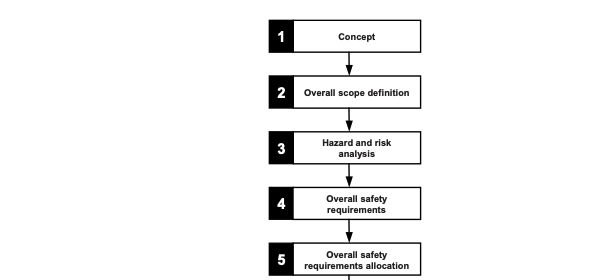 1
Concept
2
Overall scope definition
3
Hazard and risk
analysis
4
Overall safety
requirements
5
Overall safety
requirements allocation